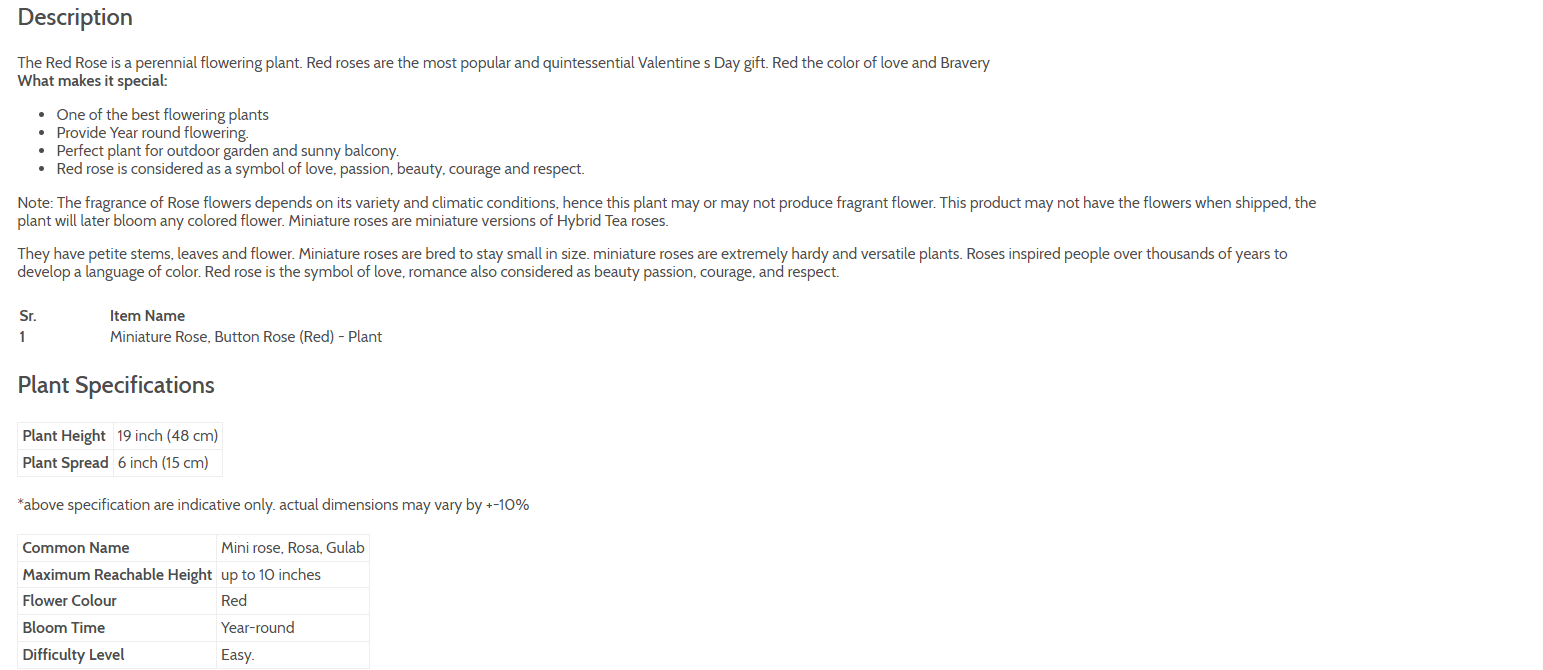 Description
The Red Rose is a perennial flowering plant. Red roses are the most popular and quintessential Valentine s Day gift. Red the color of love and Bravery
What makes it special:
• One of the best flowering plants
• Provide Year round flowering.
• Perfect plant for outdoor garden and sunny balcony.
• Red rose is considered as a symbol of love, passion, beauty, courage and respect.
Note: The fragrance of Rose flowers depends on its variety and climatic conditions, hence this plant may or may not produce fragrant flower. This product may not have the flowers when shipped, the
plant will later bloom any colored flower. Miniature roses are miniature versions of Hybrid Tea roses.
They have petite stems, leaves and flower. Miniature roses are bred to stay small in size. miniature roses are extremely hardy and versatile plants. Roses inspired people over thousands of years to
develop a language of color. Red rose is the symbol of love, romance also considered as beauty passion, courage, and respect.
Sr. Item Name
1 Miniature Rose, Button Rose (Red) - Plant
Plant Specifications
Plant Height 19 inch (48 cm)
Plant Spread 6 inch (15 cm)
*above specification are indicative only. actual dimensions may vary by +-10%
Common Name Mini rose, Rosa, Gulab
Maximum Reachable Height up to 10 inches
Flower Colour Red
Bloom Time Year-round
Difficulty Level Easy.